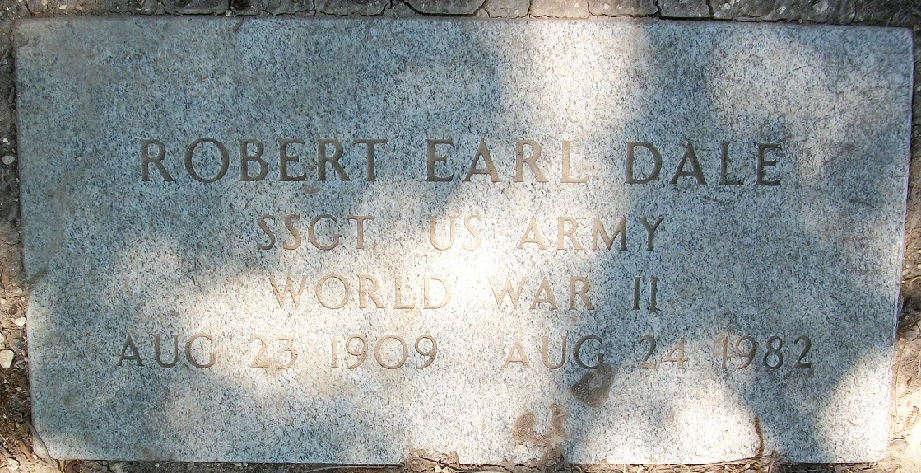 ROBERT EARL DALE
SSGT US ARMY
WORLD WAR II
AUG 23 1909 AUG 24 1982